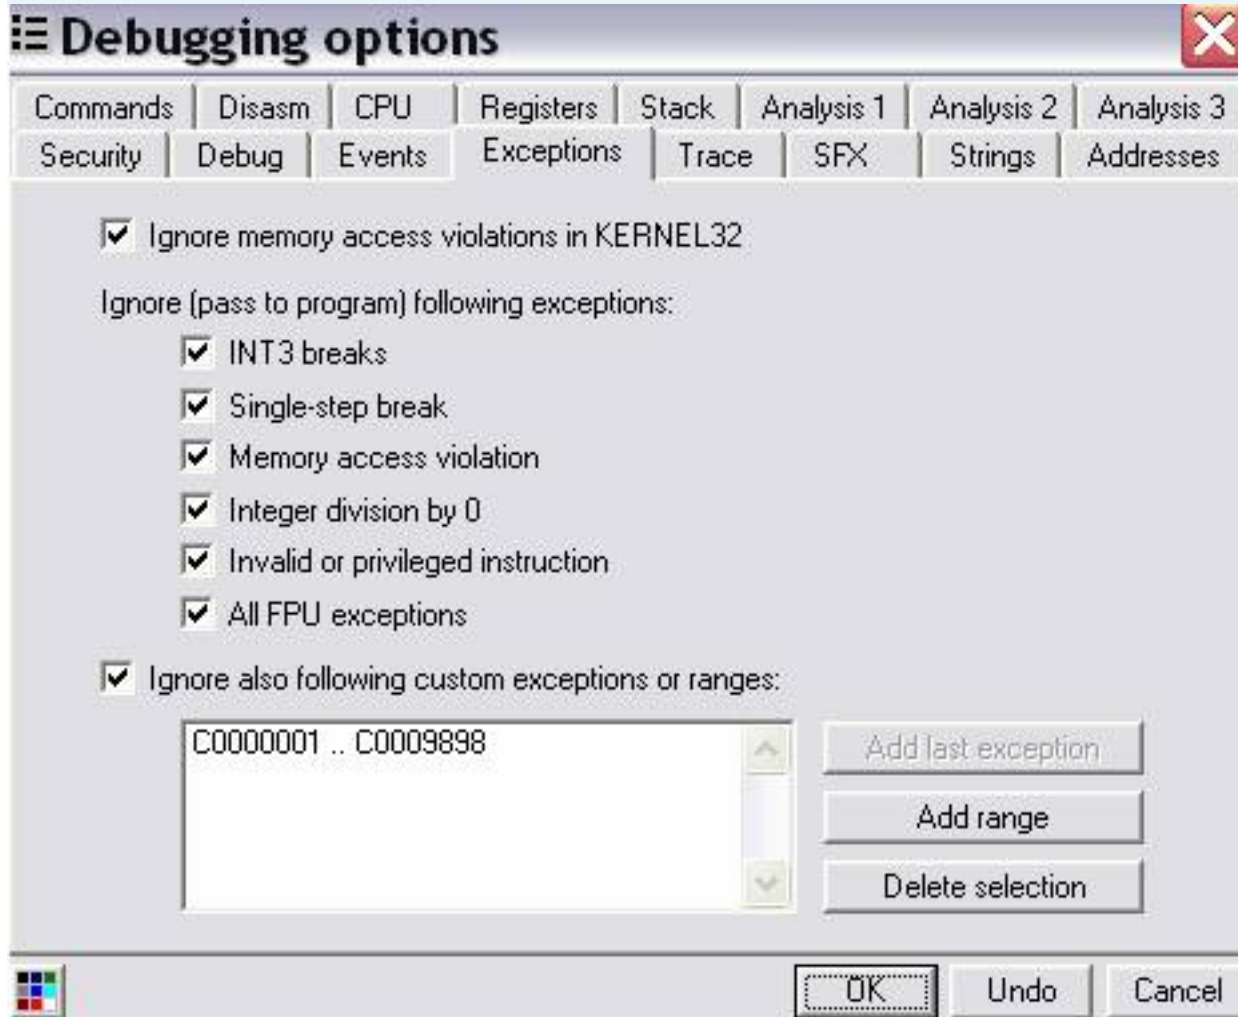 Debugging options
Commands Disasm CPU Registers Stack Analysis 1 Analysis 2 Analysis 3
Security Debug Events Exceptions Trace SFX Strings Addresses
Ignore memory access violations in KERNEL32
Ignore (pass to program) following exceptions:
INT3 breaks
Single-step break
Memory access violation
Integer division by 0
Invalid or privileged instruction
All FPU exceptions
Ignore also following custom exceptions or ranges:
C0000001 .. C0009898
Add last exception
Add range
Delete selection
OK Undo Cancel